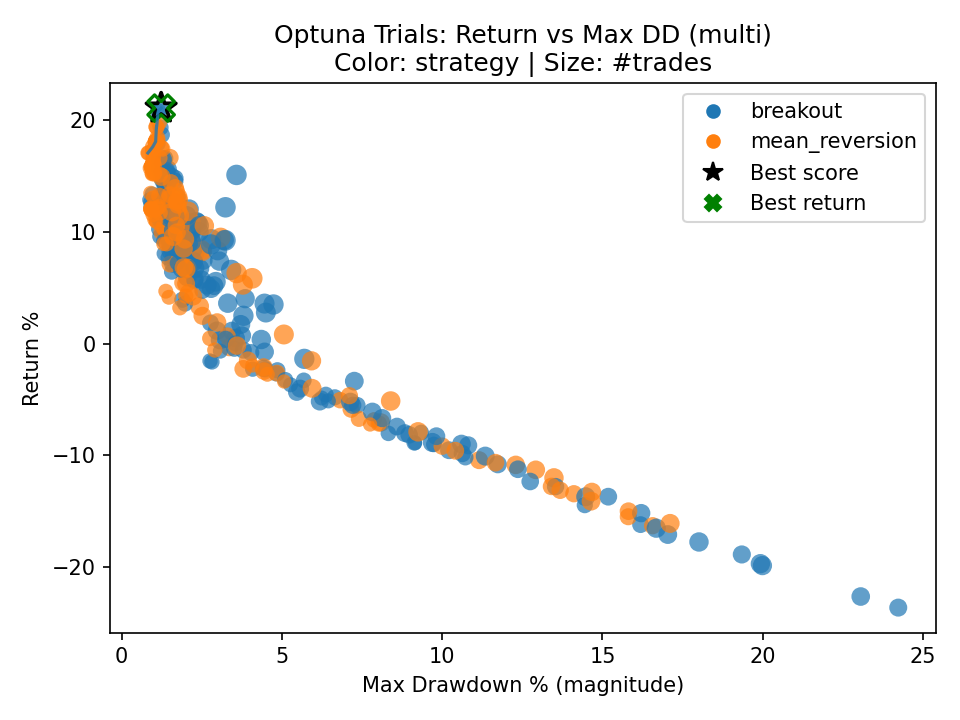 Optuna Trials: Return vs Max DD (multi)
Color: strategy | Size: #trades
breakout
mean_reversion
Best score
Best return
20
10
0
−10
−20
Return %
0
5
10
15
20
25
Max Drawdown % (magnitude)